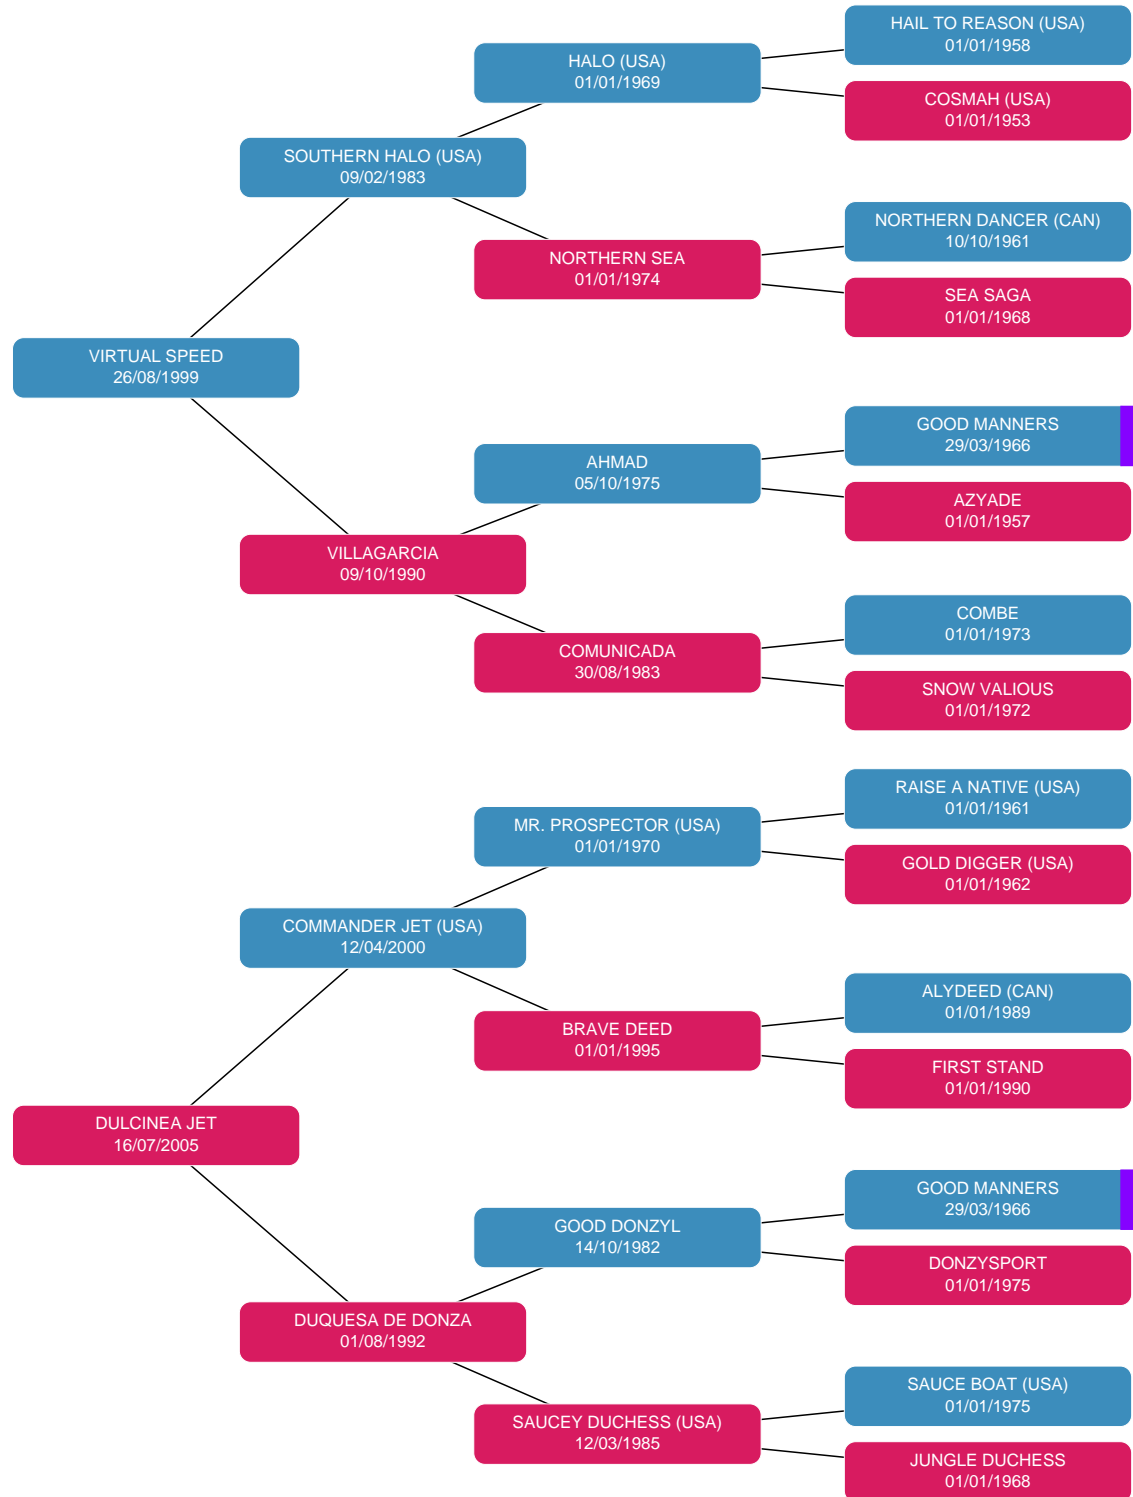 HAIL TO REASON (USA)
01/01/1958
HALO (USA)
01/01/1969
COSMAH (USA)
01/01/1953
SOUTHERN HALO (USA)
09/02/1983
NORTHERN DANCER (CAN)
10/10/1961
NORTHERN SEA
01/01/1974
SEA SAGA
01/01/1968
VIRTUAL SPEED
26/08/1999
GOOD MANNERS
29/03/1966
AHMAD
05/10/1975
AZYADE
01/01/1957
VILLAGARCIA
09/10/1990
COMBE
01/01/1973
COMUNICADA
30/08/1983
SNOW VALIOUS
01/01/1972
RAISE A NATIVE (USA)
01/01/1961
MR. PROSPECTOR (USA)
01/01/1970
GOLD DIGGER (USA)
01/01/1962
COMMANDER JET (USA)
12/04/2000
ALYDEED (CAN)
01/01/1989
BRAVE DEED
01/01/1995
FIRST STAND
01/01/1990
DULCINEA JET
16/07/2005
GOOD MANNERS
29/03/1966
GOOD DONZYL
14/10/1982
DONZYSPORT
01/01/1975
DUQUESA DE DONZA
01/08/1992
SAUCE BOAT (USA)
01/01/1975
SAUCEY DUCHESS (USA)
12/03/1985
JUNGLE DUCHESS
01/01/1968